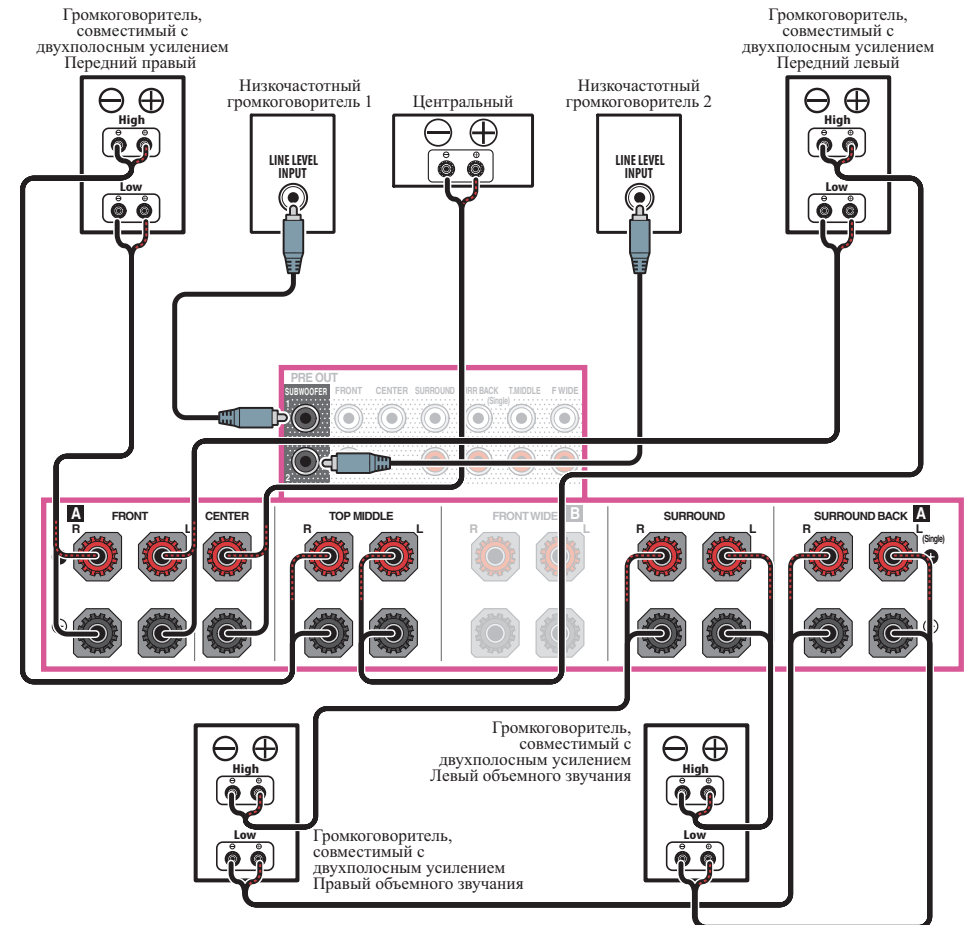 Громкоговоритель,
совместимый с
двухполосным усилением
Передний правый
Громкоговоритель,
совместимый с
двухполосным усилением
Передний левый
Низкочастотный
громкоговоритель 1
Центральный
Низкочастотный
громкоговоритель 2
High
Low
LINE LEVEL
INPUT
LINE LEVEL
INPUT
High
Low
PRE OUT
SUBWOOFER
FRONT
CENTER
SURROUND
SURR BACK
(Single)
T.MIDDLE
F WIDE
1
2
A
FRONT
R
L
CENTER
TOP MIDDLE
R
L
FRONT WIDE B
R
L
SURROUND
R
L
SURROUND BACK A
R
L
(Single)
Громкоговоритель,
совместимый с
двухполосным усилением
Левый объемного звучания
High
Low
High
Low
Громкоговоритель,
совместимый с
двухполосным усилением
Правый объемного звучания